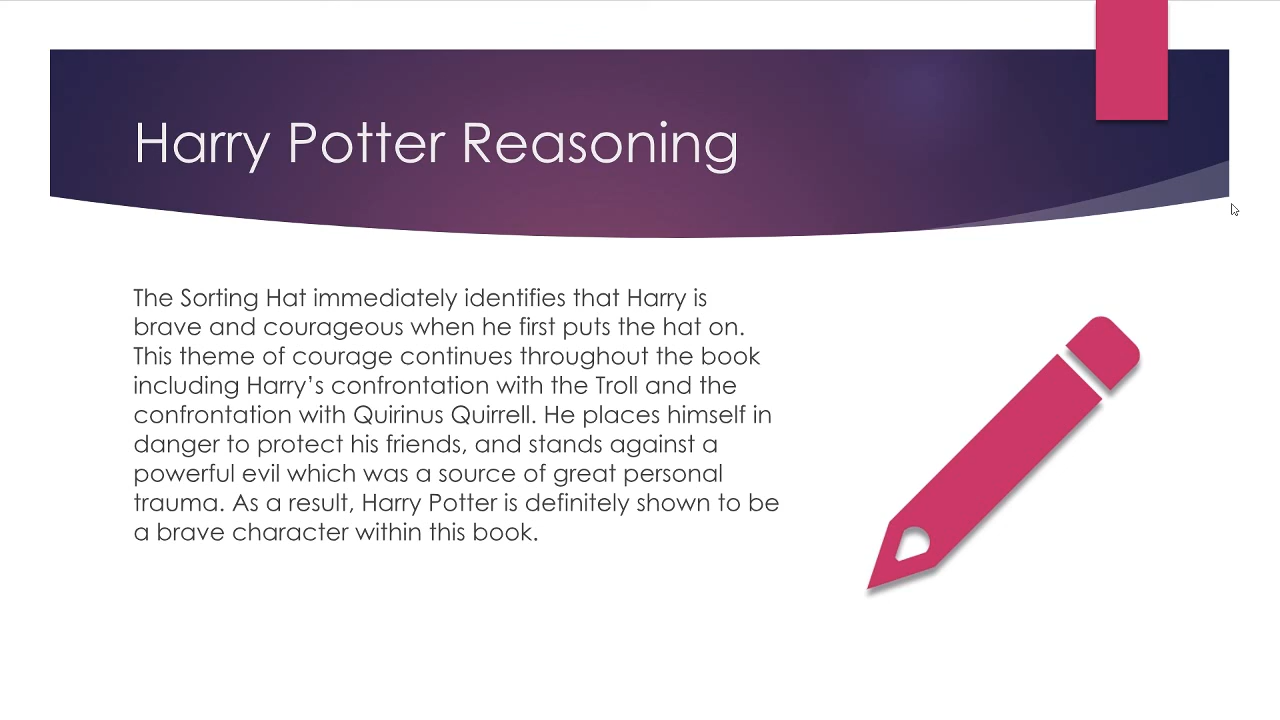 Harry Potter Reasoning
The Sorting Hat immediately identifies that Harry is
brave and courageous when he first puts the hat on.
This theme of courage continues throughout the book
including Harry’s confrontation with the Troll and the
confrontation with Quirinus Quirrell. He places himself in
danger to protect his friends, and stands against a
powerful evil which was a source of great personal
trauma. As a result, Harry Potter is definitely shown to be
a brave character within this book.